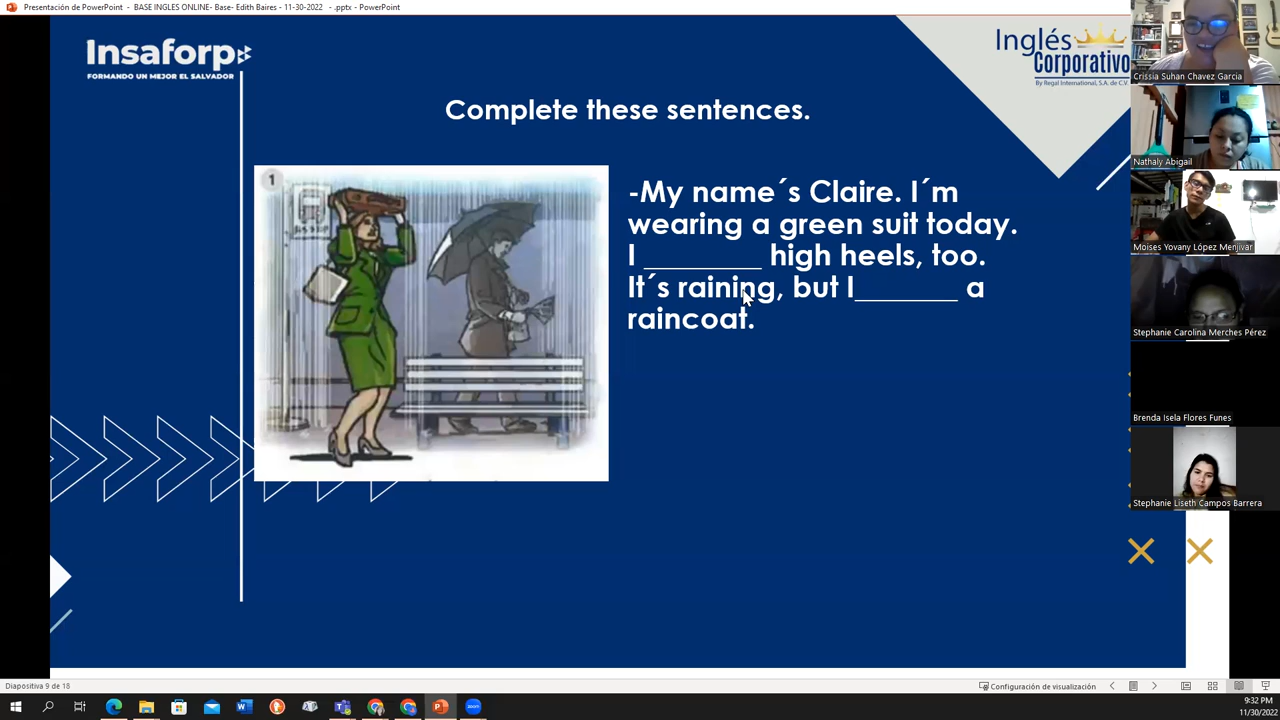 Presentación de PowerPoint - BASE INGLES ONLINE- Base- Edith Baires - 11-30-2022 - .pptx - PowerPoint
Insaforp
FORMANDO UN MEJOR EL SALVADOR
Inglés
Corporativo
By Regal International, S.A. de C.V.
Complete these sentences.
1
-My name´s Claire. I´m
wearing a green suit today.
I ________ high heels, too.
It´s raining, but I_______ a
raincoat.
Crissia Suhan Chavez Garcia
Nathaly Abigail
Moises Yovany López Menjivar
Stephanie Carolina Merches Pérez
Brenda Isela Flores Funes
Stephanie Liseth Campos Barrera
Diapositiva 9 de 18
Configuración de visualización
9:32 PM
11/30/2022